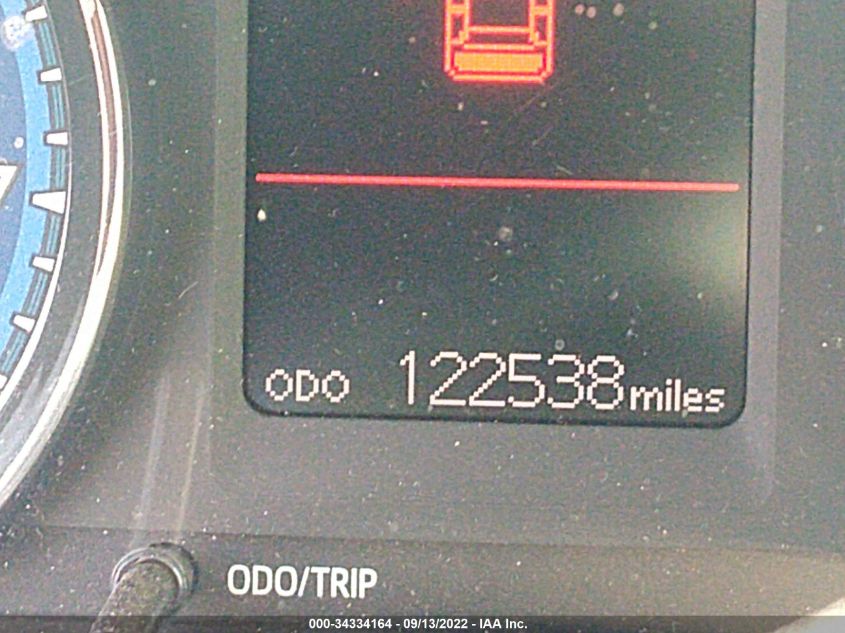 ODO 122538 miles
ODO/TRIP
000-34334164 - 09/13/2022 - IAA Inc.